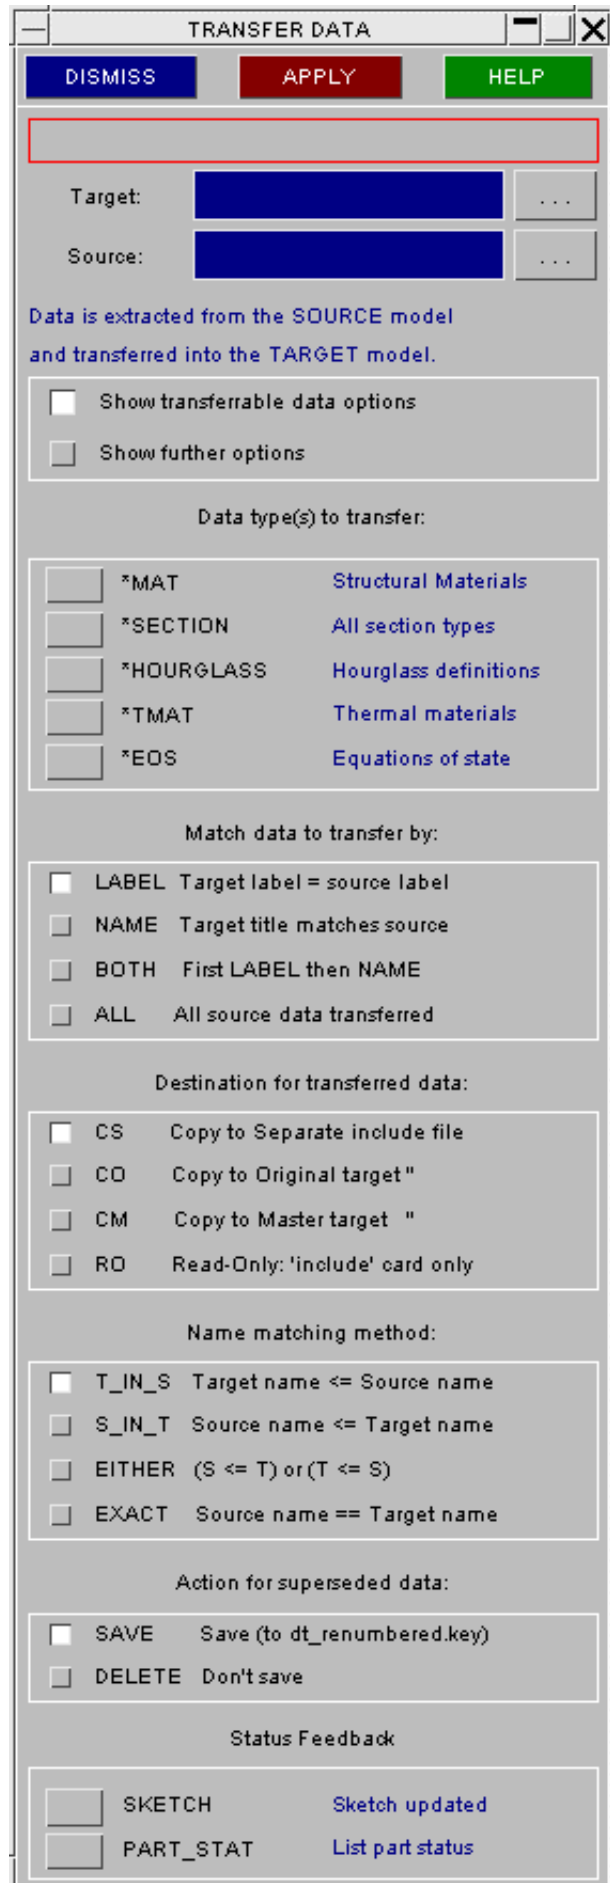 TRANSFER DATA
DISMISS APPLY HELP
Target: ...
Source: ...
Data is extracted from the SOURCE model
and transferred into the TARGET model.
Show transferrable data options
Show further options
Data type(s) to transfer:
*MAT Structural Materials
*SECTION All section types
*HOURGLASS Hourglass definitions
*TMAT Thermal materials
*EOS Equations of state
Match data to transfer by:
LABEL Target label = source label
NAME Target title matches source
BOTH First LABEL then NAME
ALL All source data transferred
Destination for transferred data:
CS Copy to Separate include file
CO Copy to Original target "
CM Copy to Master target "
RO Read-Only: 'include' card only
Name matching method:
T_IN_S Target name <= Source name
S_IN_T Source name <= Target name
EITHER (S <= T) or (T <= S)
EXACT Source name == Target name
Action for superseded data:
SAVE Save (to dt_renumbered.key)
DELETE Don't save
Status Feedback
SKETCH Sketch updated
PART_STAT List part status